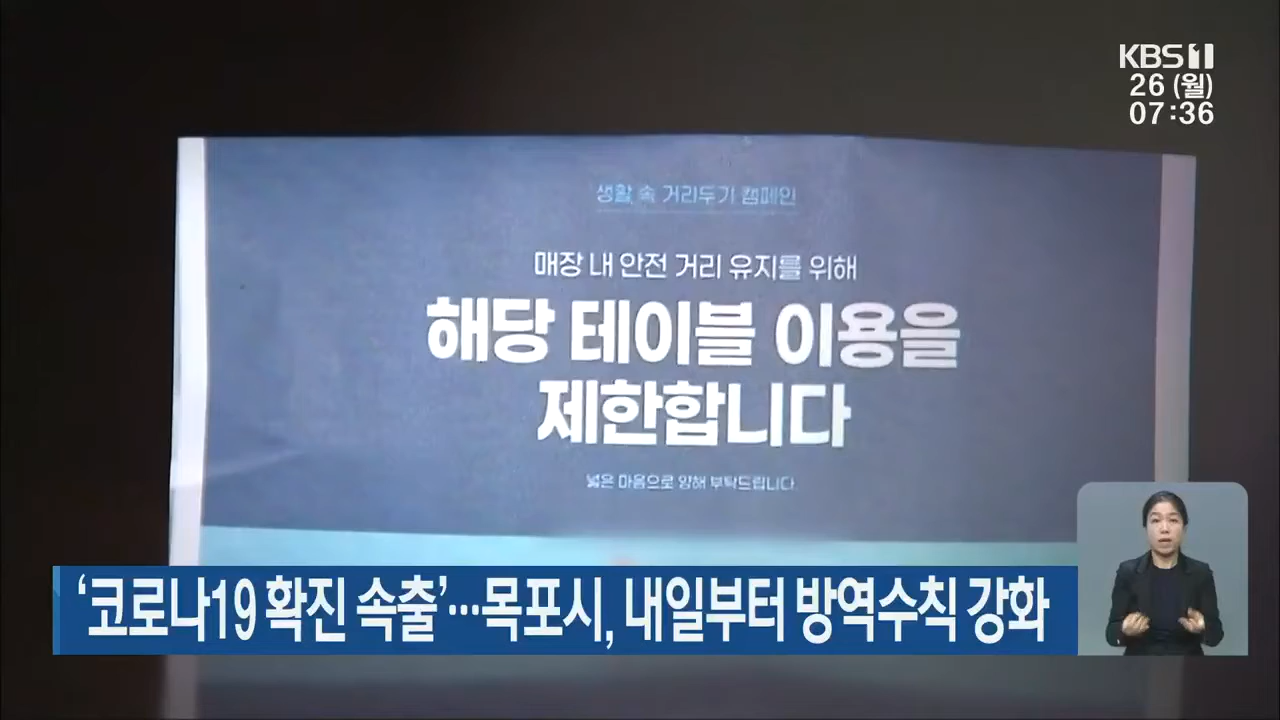 KBS 1
26 (월)
07:36
생활 속 거리두기 캠페인
매장 내 안전 거리 유지를 위해
해당 테이블 이용을
제한합니다
넓은 마음으로 양해 부탁드립니다.
‘코로나19 확진 속출’…목포시, 내일부터 방역수칙 강화